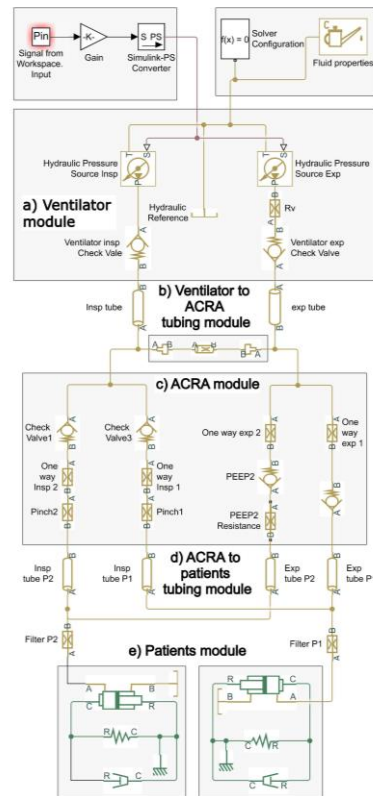 Pin
Signal from
Workspace.
Input
-K-
Gain
S PS
Simulink-PS
Converter
f(x) = 0
Solver
Configuration
C
Fluid properties
T S
P
Hydraulic Pressure
Source Insp
T S
P
Hydraulic Pressure
Source Exp
a) Ventilator
module
Hydraulic
Reference
B
Rv
A
Ventilator insp
Check Vale
A
B
Ventilator exp
Check Valve
B
A
b) Ventilator to
ACRA
tubing module
Insp tube
B
A
exp tube
B
A
A B A B B A
c) ACRA module
Check
Valve1
A
B
Check
Valve3
A
B
One way exp 2
A
B
One
way
exp 1
A
B
One
way
Insp 2
A
B
One
way
Insp 1
A
B
PEEP2
Pinch2
Pinch1
PEEP2
Resistance
d) ACRA to
patients
tubing module
Insp
tube P2
Insp
tube P1
Exp
tube P2
Exp
tube P
Filter P2
B
A
Filter P1
B
A
e) Patients module
A B
C R
R C
R C
R C
B A
C R
C R